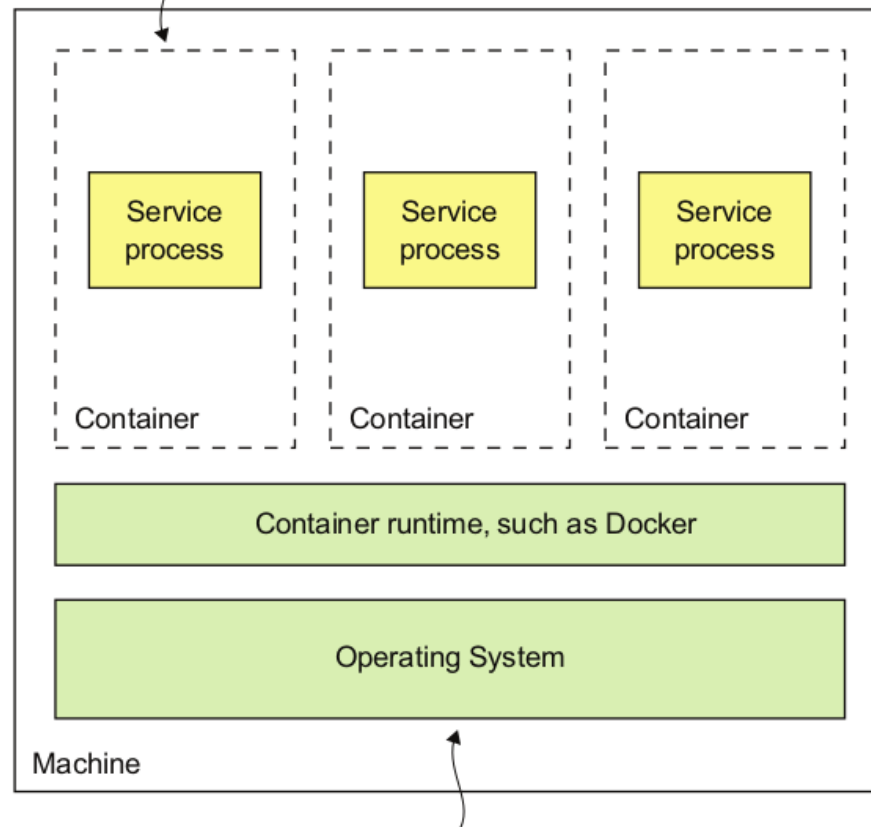 Service
process
Service
process
Service
process
Container
Container
Container
Container runtime, such as Docker
Operating System
Machine